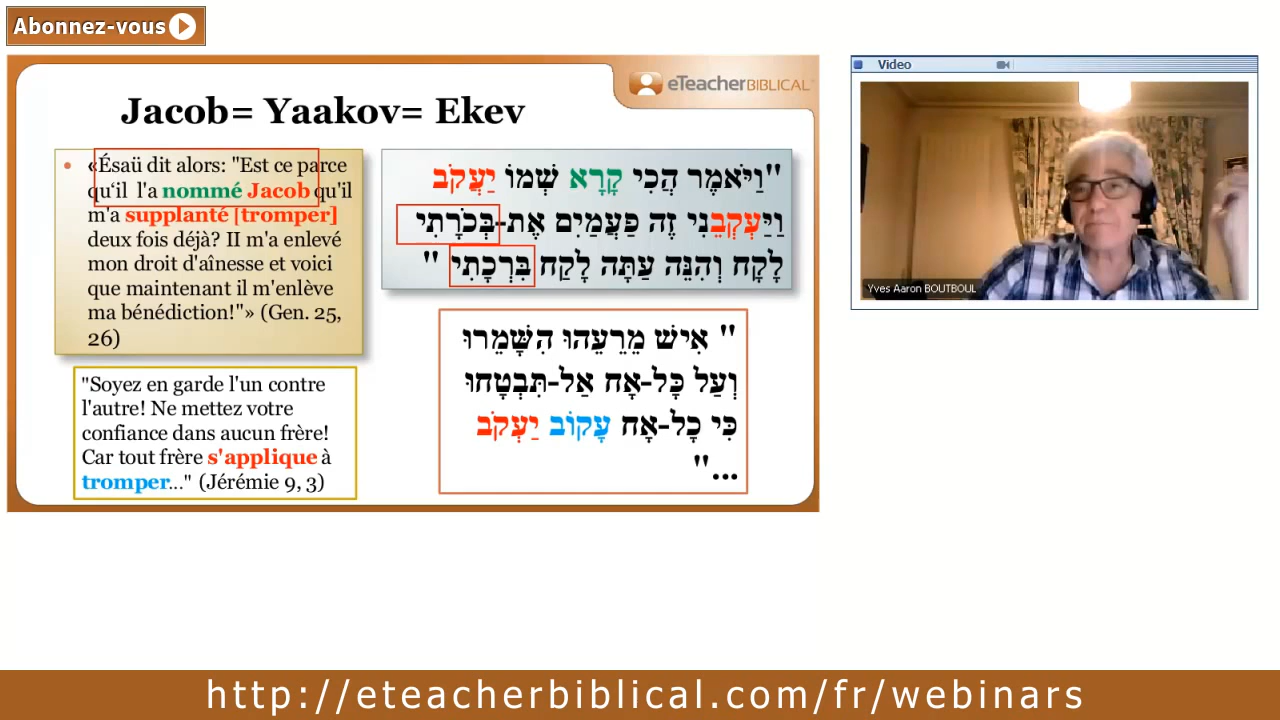 Abonnez-vous
eTeacherBIBLICAL
Jacob= Yaakov= Ekev
• «Ésaü dit alors: "Est ce parce
qu‘il l'a nommé Jacob qu'il
m'a supplanté [tromper]
deux fois déjà? II m'a enlevé
mon droit d'aînesse et voici
que maintenant il m'enlève
ma bénédiction!"» (Gen. 25,
26)
"וַיֹּאמֶר הֲכִי קָרָא שְׁמוֹ יַעֲקֹב
וַיַּעְקְבֵנִי זֶה פַעֲמַיִם אֶת-בְּכֹרָתִי
לָקָח וְהִנֵּה עַתָּה לָקַח בִּרְכָתִי "
"Soyez en garde l'un contre
l'autre! Ne mettez votre
confiance dans aucun frère!
Car tout frère s'applique à
tromper..." (Jérémie 9, 3)
" אִישׁ מֵרֵעֵהוּ הִשָּׁמֵרוּ
וְעַל כָּל-אָח אַל-תִּבְטָחוּ
כִּי כָל-אָח עָקוֹב יַעְקֹב
..."
Video
Yves Aaron BOUTBOUL
http://eteacherbiblical.com/fr/webinars